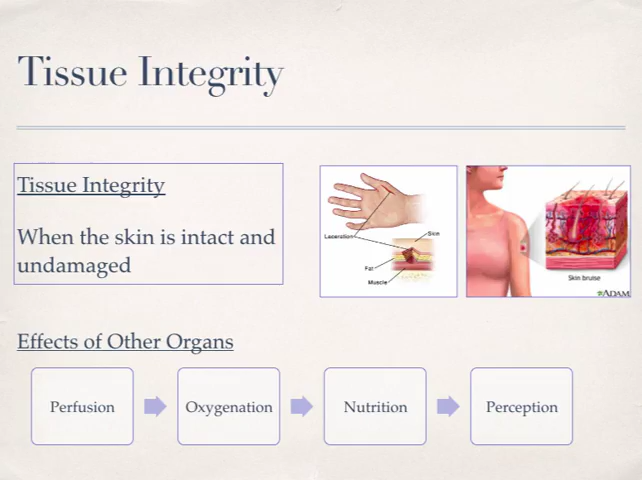 Tissue Integrity
Tissue Integrity
When the skin is intact and
undamaged
Laceration
Skin
Fat
Muscle
Skin bruise
ADAM
Effects of Other Organs
Perfusion
Oxygenation
Nutrition
Perception